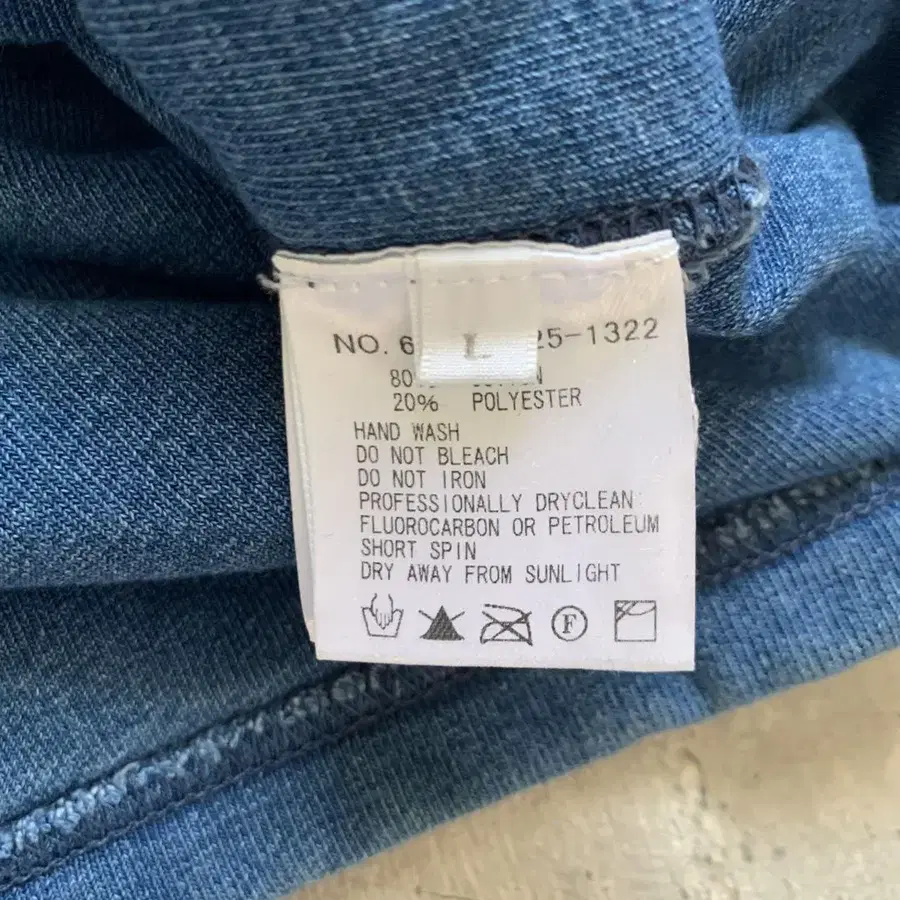 L
NO. 6 25-1322
80
20% POLYESTER
HAND WASH
DO NOT BLEACH
DO NOT IRON
PROFESSIONALLY DRYCLEAN
FLUOROCARBON OR PETROLEUM
SHORT SPIN
DRY AWAY FROM SUNLIGHT
F